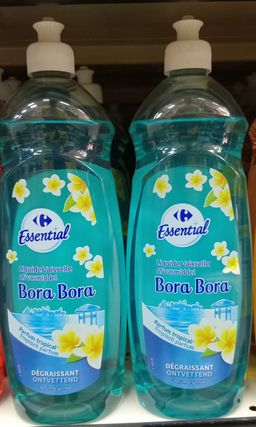 Essential
Liquide Vaisselle
Afwasmiddel
Bora Bora
Parfum tropical
Tropisch parfum
DÉGRAISSANT
ONTVETTEND
Essential
Liquide Vaisselle
Afwasmiddel
Bora Bora
Parfum tropical
Tropisch parfum
DÉGRAISSANT
ONTVETTEND